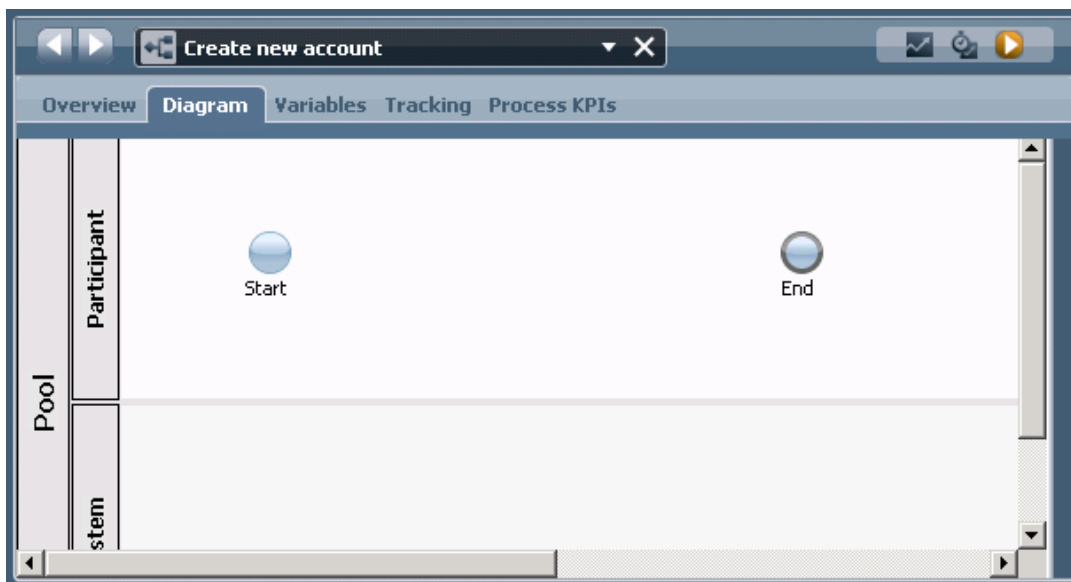 Create new account
Overview Diagram Variables Tracking Process KPIs
Pool
Participant
Start
End
stem